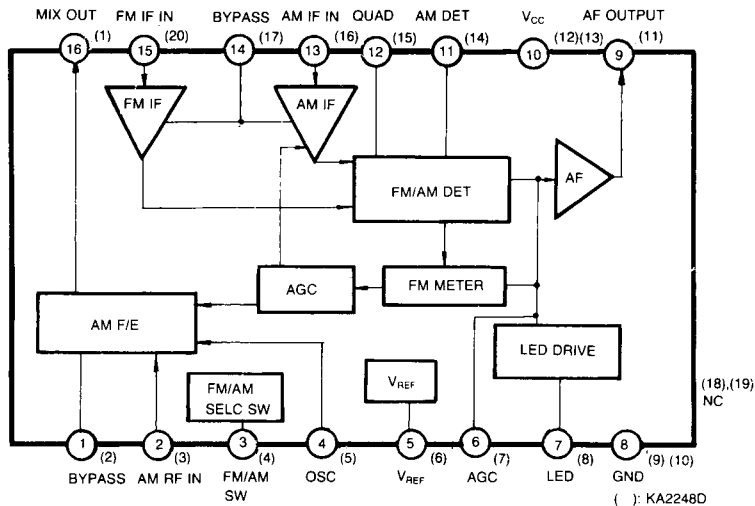 MIX OUT FM IF IN BYPASS AM IF IN QUAD AM DET VCC AF OUTPUT
16 (1) 15 (20) 14 (17) 13 (16) 12 (15) 11 (14) 10 (12)(13) 9 (11)
FM IF
AM IF
FM/AM DET
AF
AGC
FM METER
AM F/E
LED DRIVE
VREF
FM/AM
SELC SW
(18),(19)
NC
1 (2) 2 (3) 3 (4) 4 (5) 5 (6) 6 (7) 7 (8) 8 (9) (10)
BYPASS AM RF IN FM/AM
SW OSC VREF AGC LED GND
( ): KA2248D